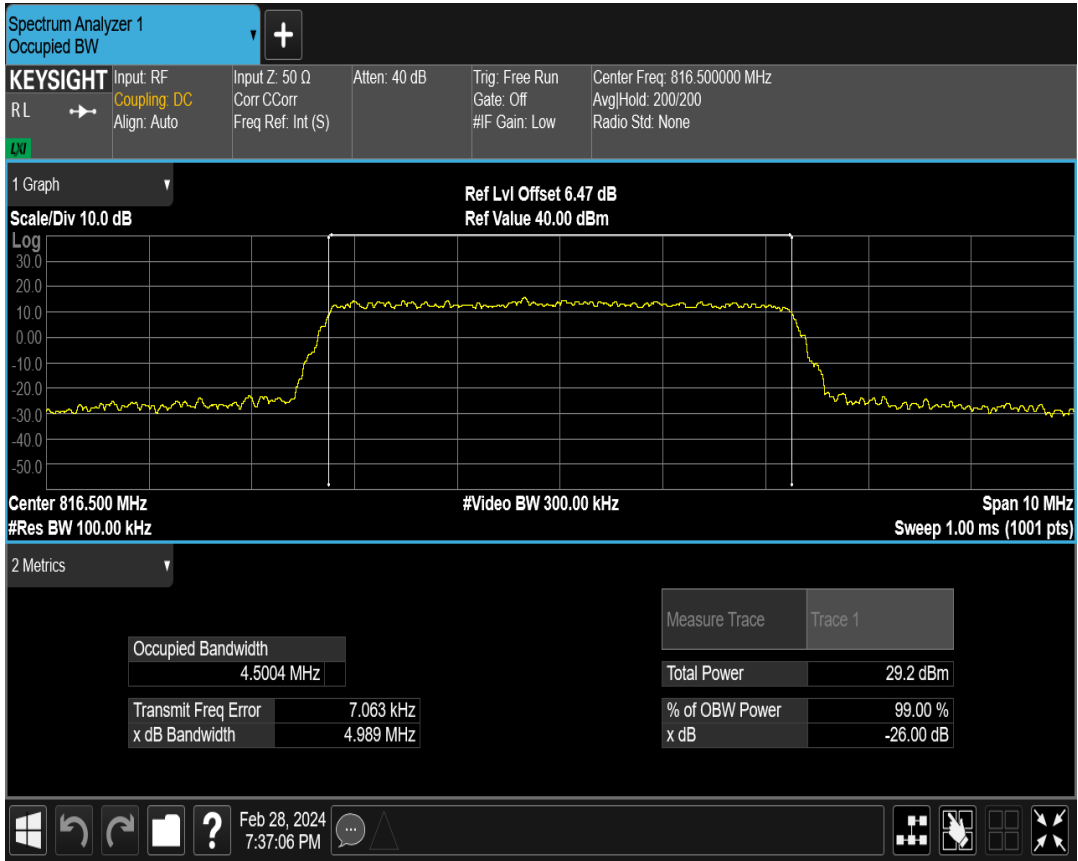 Spectrum Analyzer 1
Occupied BW
+
KEYSIGHT
RL
LXI
Input: RF
Coupling: DC
Align: Auto
Input Z: 50 Ω
Corr CCorr
Freq Ref: Int (S)
Atten: 40 dB
Trig: Free Run
Gate: Off
#IF Gain: Low
Center Freq: 816.500000 MHz
Avg|Hold: 200/200
Radio Std: None
1 Graph
Scale/Div 10.0 dB
Ref Lvl Offset 6.47 dB
Ref Value 40.00 dBm
Log
30.0
20.0
10.0
0.00
-10.0
-20.0
-30.0
-40.0
-50.0
Center 816.500 MHz
#Video BW 300.00 kHz
Span 10 MHz
#Res BW 100.00 kHz
Sweep 1.00 ms (1001 pts)
2 Metrics
Measure Trace Trace 1
Occupied Bandwidth
4.5004 MHz
Total Power 29.2 dBm
Transmit Freq Error 7.063 kHz
% of OBW Power 99.00 %
x dB Bandwidth 4.989 MHz
x dB -26.00 dB
?
Feb 28, 2024
7:37:06 PM